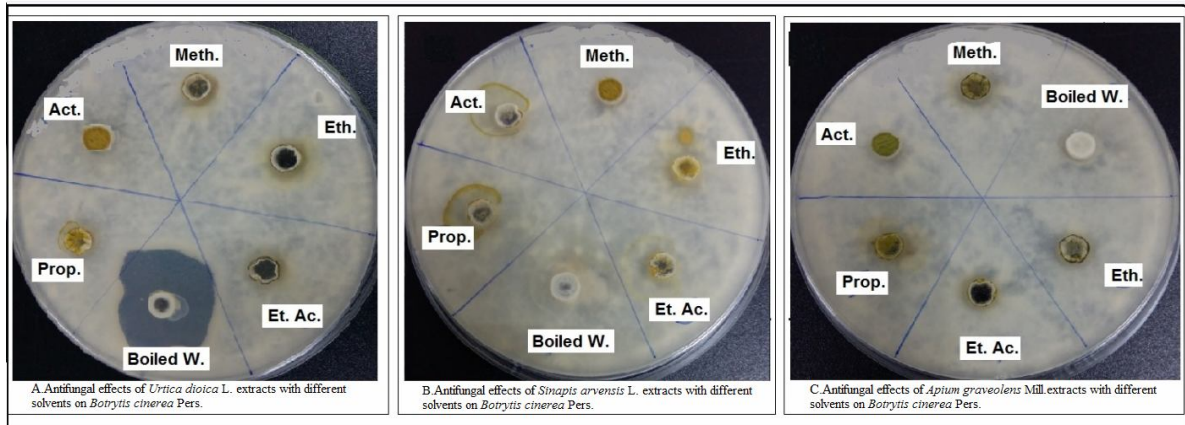 Meth.
Act.
Eth.
Prop.
Et. Ac.
Boiled W.
A.Antifungal effects of Urtica dioica L. extracts with different
solvents on Botrytis cinerea Pers.
Meth.
Act.
Eth.
Prop.
Et. Ac.
Boiled W.
B.Antifungal effects of Sinapis arvensis L. extracts with different
solvents on Botrytis cinerea Pers.
Meth.
Boiled W.
Act.
Prop.
Eth.
Et. Ac.
C.Antifungal effects of Apium graveolens Mill.extracts with different
solvents on Botrytis cinerea Pers.